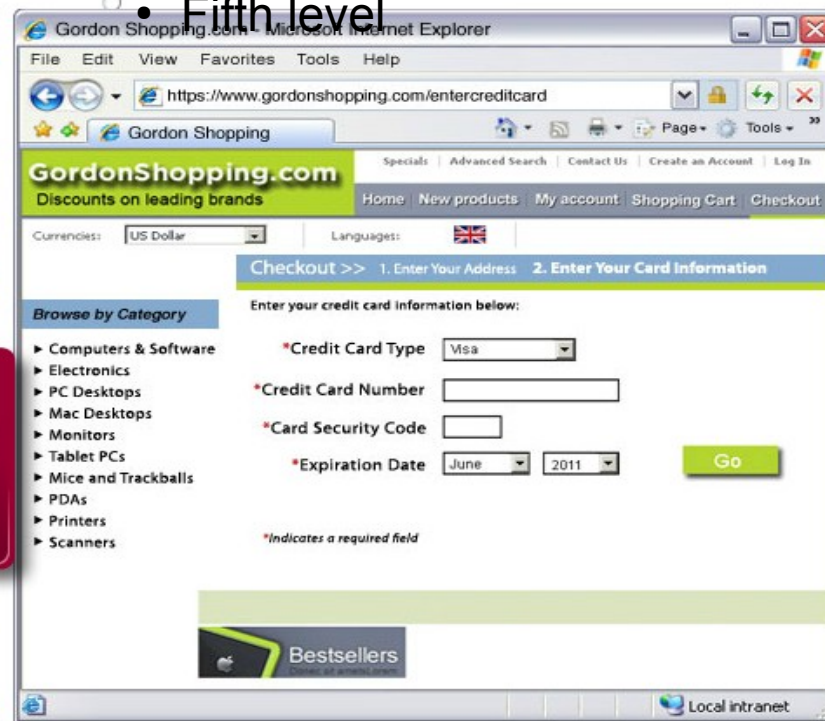 • Fifth level
Gordon Shopping.com - Microsoft Internet Explorer
File Edit View Favorites Tools Help
https://www.gordonshopping.com/entercreditcard
Gordon Shopping
Page Tools »
GordonShopping.com
Discounts on leading brands
Specials | Advanced Search | Contact Us | Create an Account | Log In
Home New products My account Shopping Cart Checkout
Currencies: US Dollar Languages:
Checkout >> 1. Enter Your Address 2. Enter Your Card Information
Browse by Category
Computers & Software
Electronics
PC Desktops
Mac Desktops
Monitors
Tablet PCs
Mice and Trackballs
PDAs
Printers
Scanners
Enter your credit card information below:
*Credit Card Type Visa
*Credit Card Number
*Card Security Code
*Expiration Date June 2011
Go
*Indicates a required field
Bestsellers
Local intranet